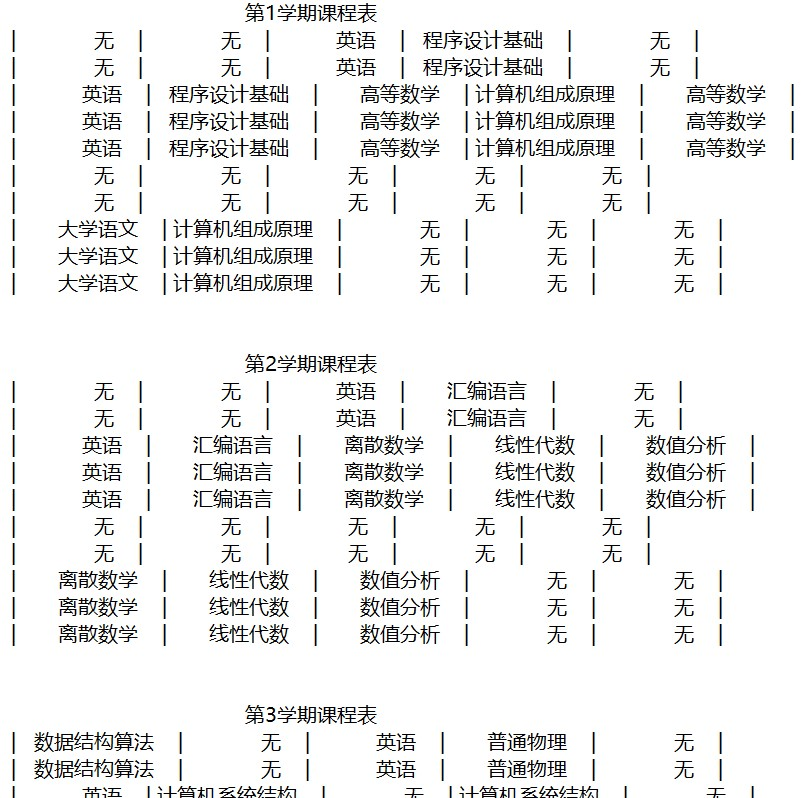 第1学期课程表
| 无 | 无 | 英语 | 程序设计基础 | 无 |
| 无 | 无 | 英语 | 程序设计基础 | 无 |
| 英语 | 程序设计基础 | 高等数学 | 计算机组成原理 | 高等数学 |
| 英语 | 程序设计基础 | 高等数学 | 计算机组成原理 | 高等数学 |
| 英语 | 程序设计基础 | 高等数学 | 计算机组成原理 | 高等数学 |
| 无 | 无 | 无 | 无 | 无 |
| 无 | 无 | 无 | 无 | 无 |
| 大学语文 | 计算机组成原理 | 无 | 无 | 无 |
| 大学语文 | 计算机组成原理 | 无 | 无 | 无 |
| 大学语文 | 计算机组成原理 | 无 | 无 | 无 |
第2学期课程表
| 无 | 无 | 英语 | 汇编语言 | 无 |
| 无 | 无 | 英语 | 汇编语言 | 无 |
| 英语 | 汇编语言 | 离散数学 | 线性代数 | 数值分析 |
| 英语 | 汇编语言 | 离散数学 | 线性代数 | 数值分析 |
| 英语 | 汇编语言 | 离散数学 | 线性代数 | 数值分析 |
| 无 | 无 | 无 | 无 | 无 |
| 无 | 无 | 无 | 无 | 无 |
| 离散数学 | 线性代数 | 数值分析 | 无 | 无 |
| 离散数学 | 线性代数 | 数值分析 | 无 | 无 |
| 离散数学 | 线性代数 | 数值分析 | 无 | 无 |
第3学期课程表
| 数据结构算法 | 无 | 英语 | 普通物理 | 无 |
| 数据结构算法 | 无 | 英语 | 普通物理 | 无 |
| 英语 | 计算机系统结构 | 无 | 计算机系统结构 | 无 |